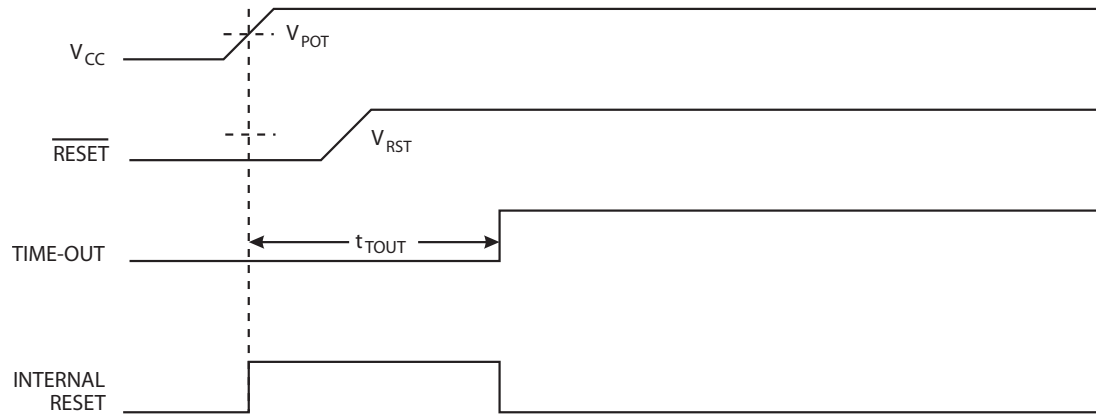 V_CC
V_POT
RESET
V_RST
TIME-OUT
t_TOUT
INTERNAL
RESET